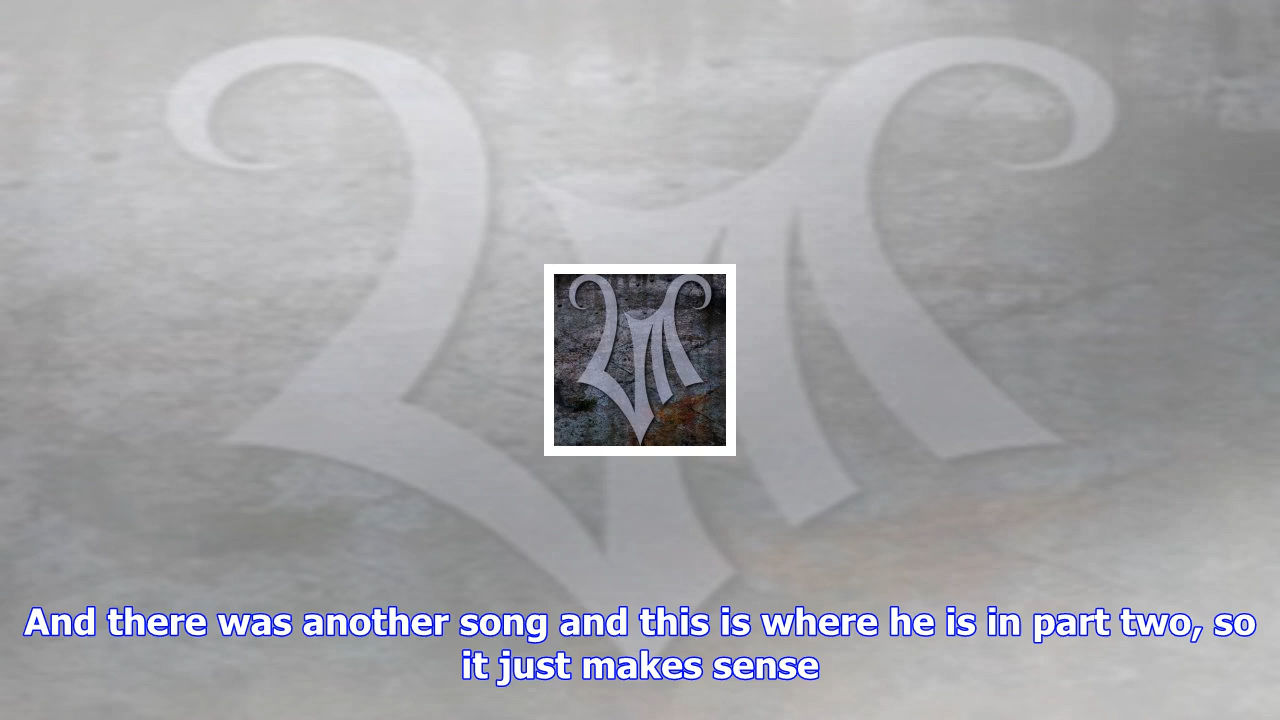 And there was another song and this is where he is in part two, so
it just makes sense